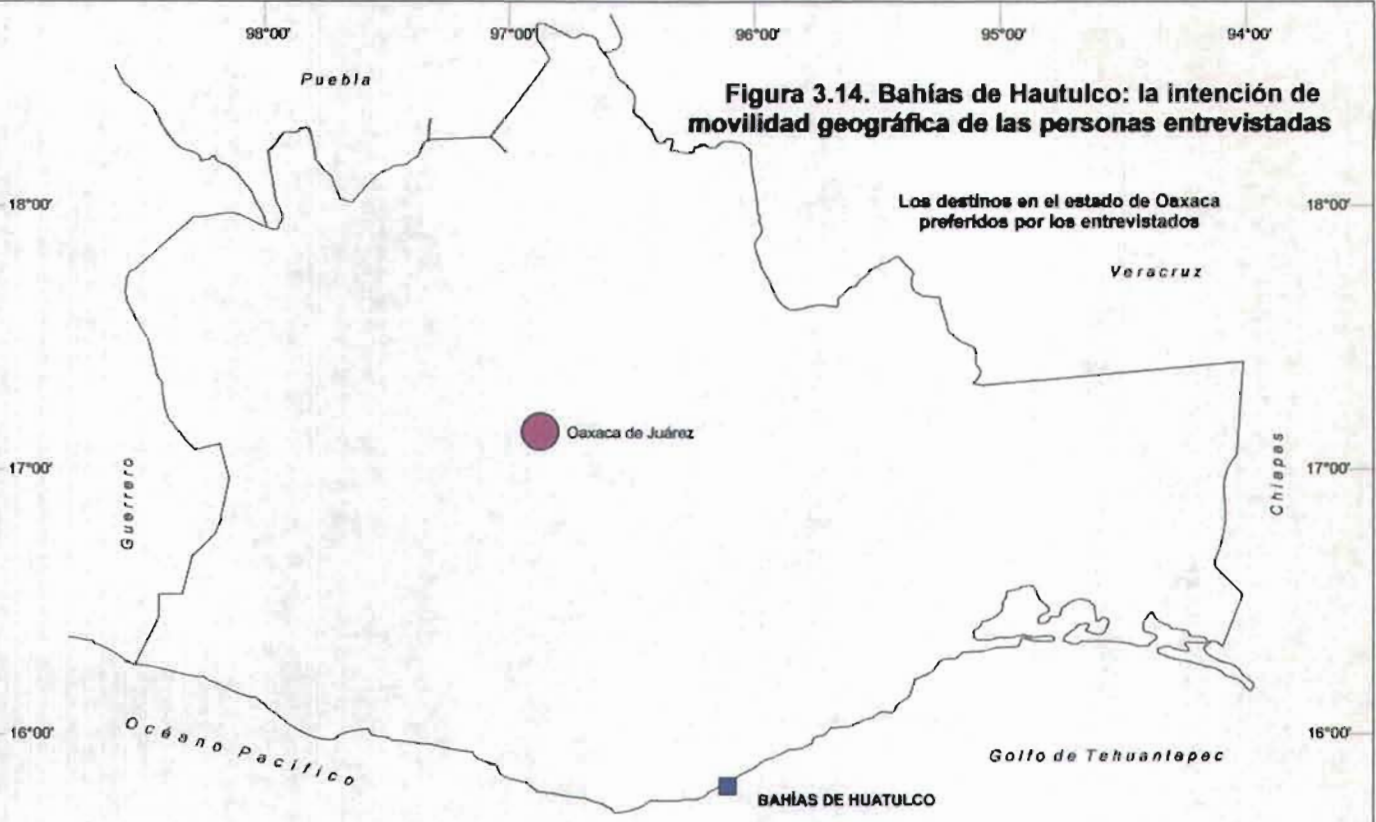 98°00'
97°00'
96°00'
95°00'
94°00'
Puebla
Figura 3.14. Bahías de Hautulco: la intención de
movilidad geográfica de las personas entrevistadas
18°00'
Los destinos en el estado de Oaxaca
preferidos por los entrevistados
18°00'
Veracruz
Oaxaca de Juárez
Guerrero
17°00'
Chiapas
17°00'
16°00'
Océano Pacífico
Golfo de Tehuantepec
16°00'
BAHÍAS DE HUATULCO